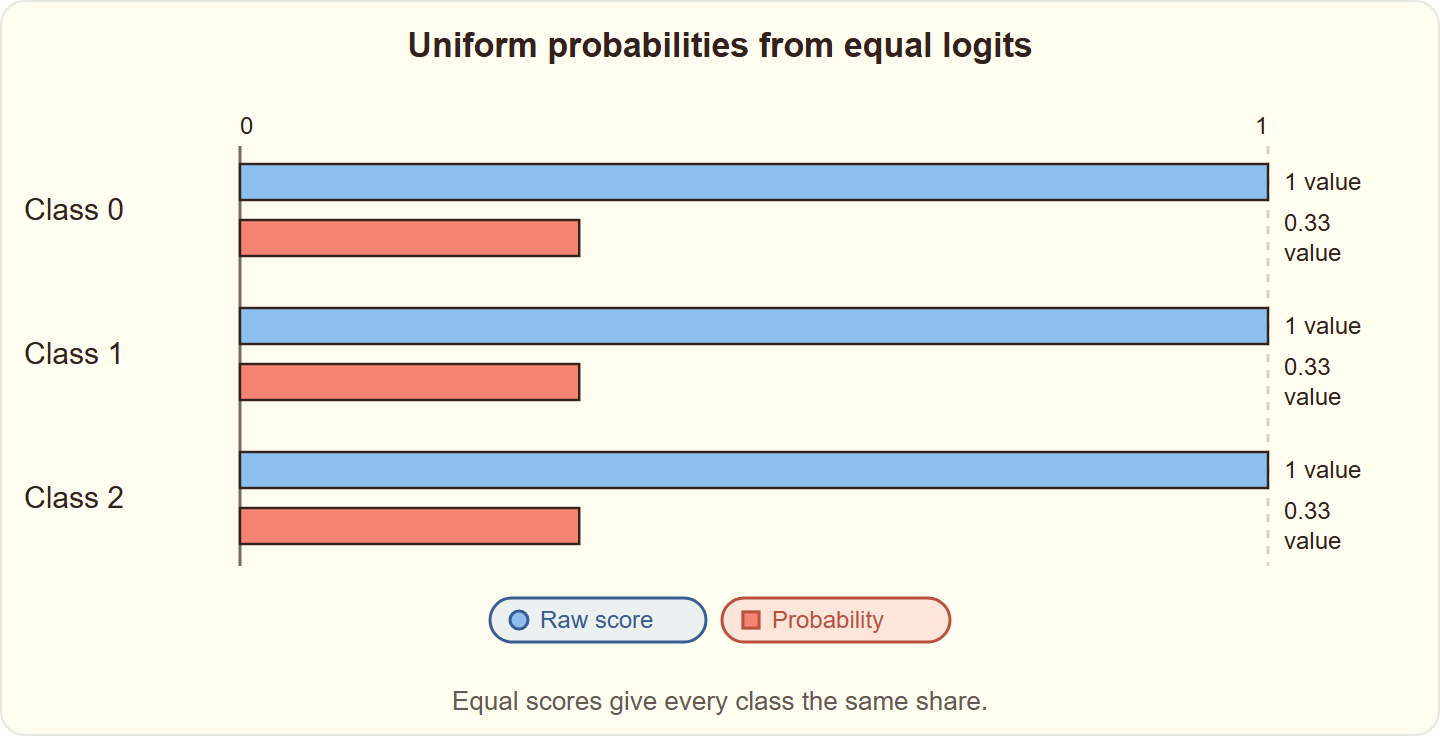 Uniform probabilities from equal logits
0 1
Class 0
1 value
0.33
value
Class 1
1 value
0.33
value
Class 2
1 value
0.33
value
Raw score
Probability
Equal scores give every class the same share.